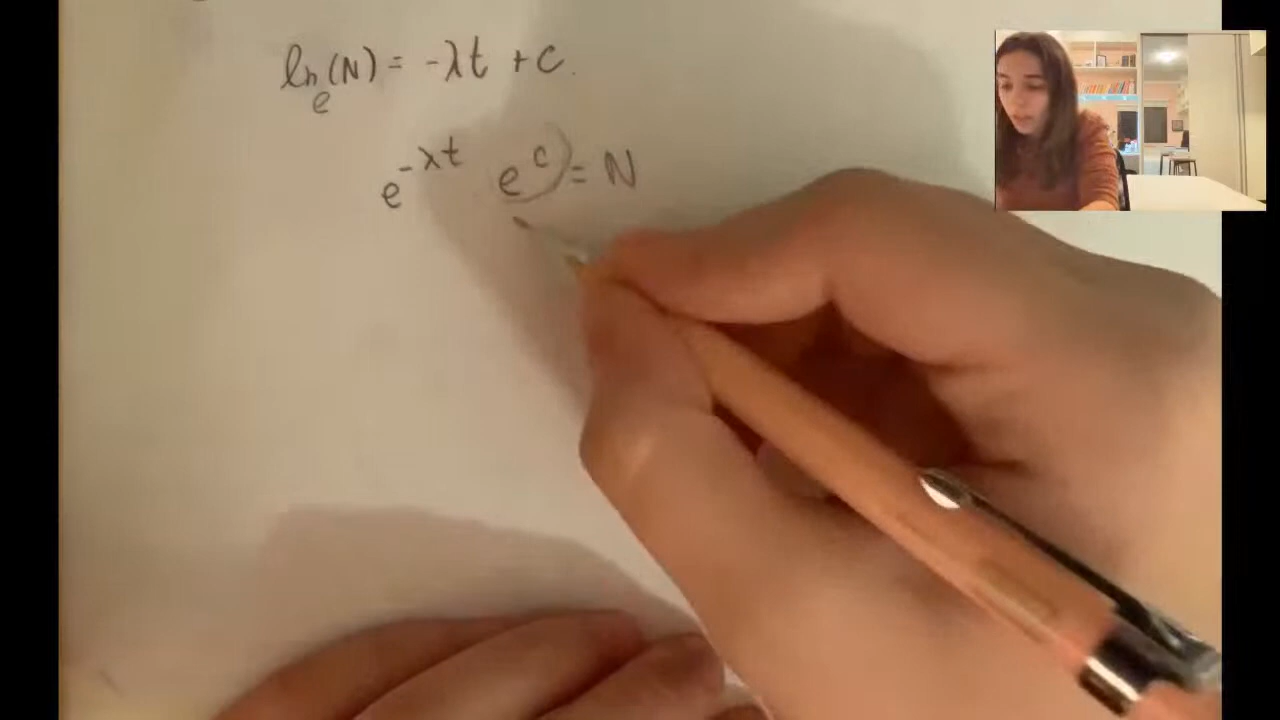 ln_e(N) = -λt + c.
e^{-λt} e^c = N